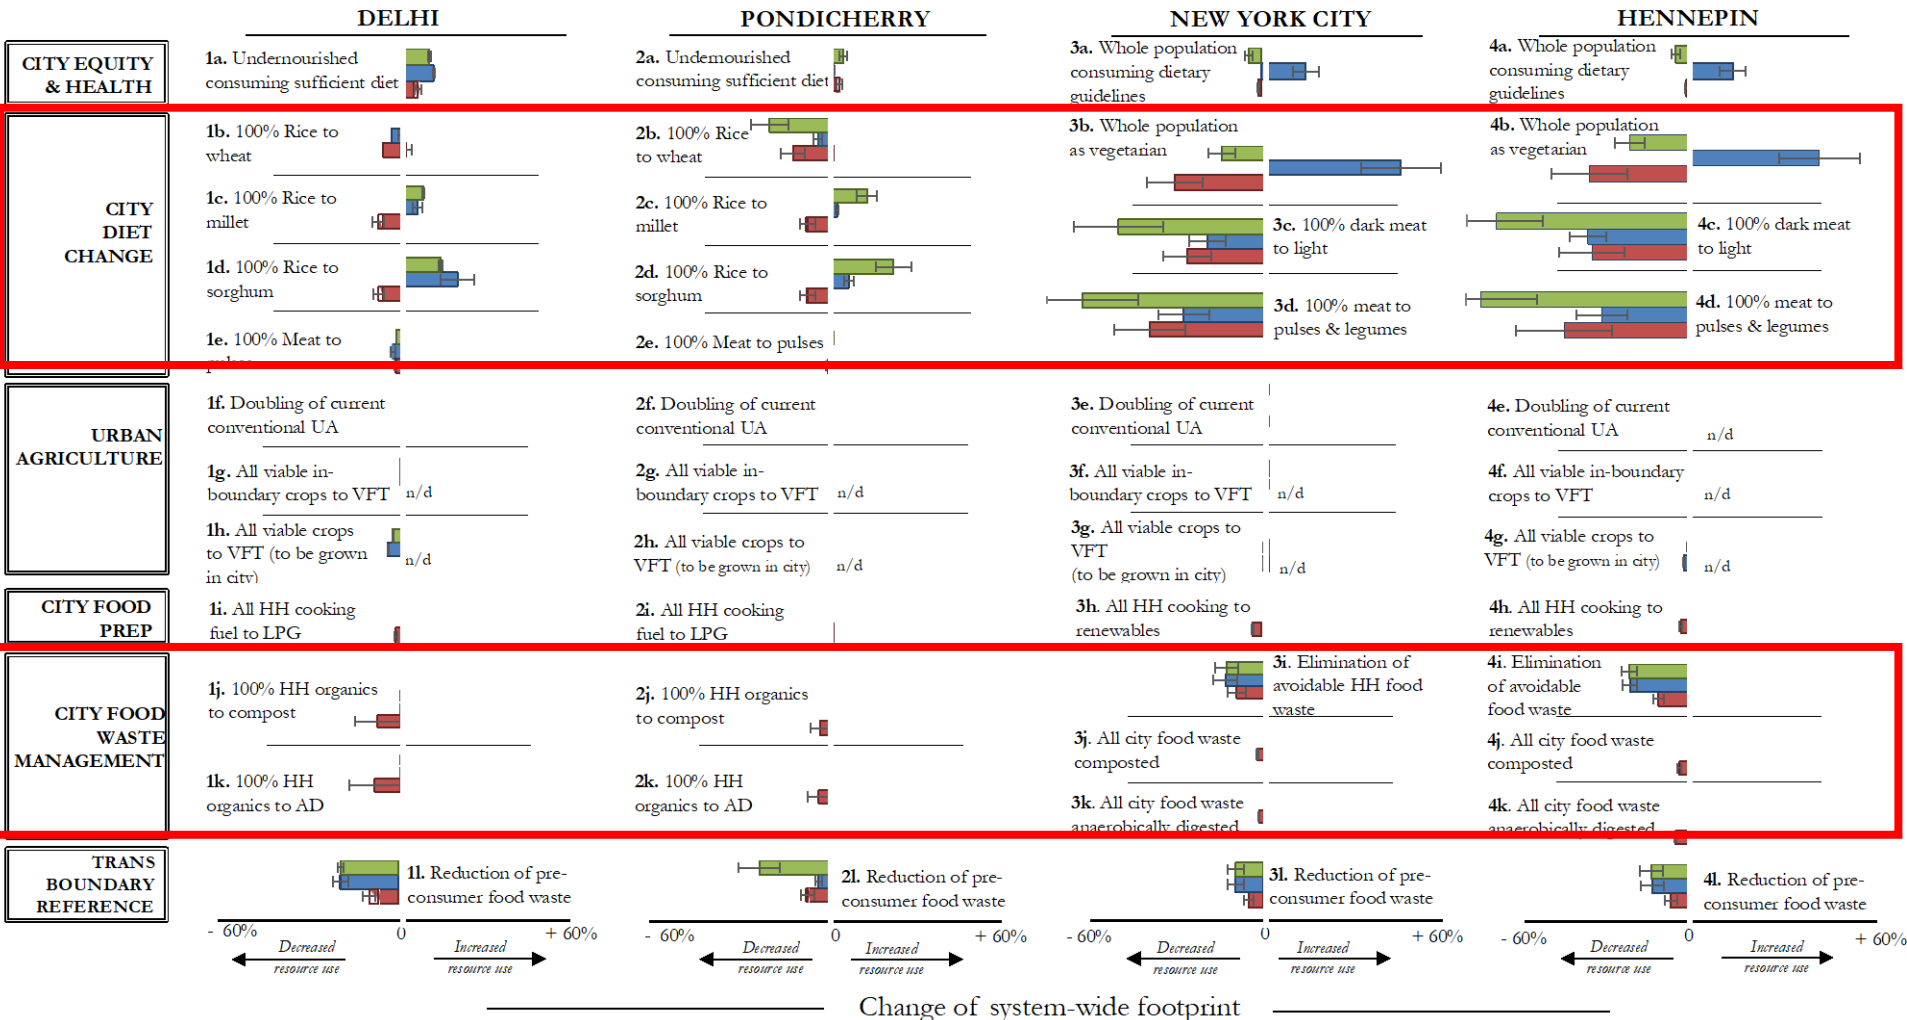 DELHI
PONDICHERRY
NEW YORK CITY
HENNEPIN
CITY EQUITY
& HEALTH
1a. Undernourished
consuming sufficient diet
2a. Undernourished
consuming sufficient diet
3a. Whole population
consuming dietary
guidelines
4a. Whole population
consuming dietary
guidelines
CITY
DIET
CHANGE
1b. 100% Rice to
wheat
2b. 100% Rice
to wheat
3b. Whole population
as vegetarian
4b. Whole population
as vegetarian
1c. 100% Rice to
millet
2c. 100% Rice to
millet
3c. 100% dark meat
to light
4c. 100% dark meat
to light
1d. 100% Rice to
sorghum
2d. 100% Rice to
sorghum
3d. 100% meat to
pulses & legumes
4d. 100% meat to
pulses & legumes
1e. 100% Meat to
pulses
2e. 100% Meat to pulses
URBAN
AGRICULTURE
1f. Doubling of current
conventional UA
2f. Doubling of current
conventional UA
3e. Doubling of current
conventional UA
4e. Doubling of current
conventional UA
n/d
1g. All viable in-
boundary crops to VFT
n/d
2g. All viable in-
boundary crops to VFT
n/d
3f. All viable in-
boundary crops to VFT
n/d
4f. All viable in-boundary
crops to VFT
n/d
1h. All viable crops
to VFT (to be grown
in city)
n/d
2h. All viable crops to
VFT (to be grown in city)
n/d
3g. All viable crops to
VFT
(to be grown in city)
n/d
4g. All viable crops to
VFT (to be grown in city)
n/d
CITY FOOD
PREP
1i. All HH cooking
fuel to LPG
2i. All HH cooking
fuel to LPG
3h. All HH cooking to
renewables
4h. All HH cooking to
renewables
CITY FOOD
WASTE
MANAGEMENT
1j. 100% HH organics
to compost
2j. 100% HH organics
to compost
3i. Elimination of
avoidable HH food
waste
4i. Elimination
of avoidable
food waste
3j. All city food waste
composted
4j. All city food waste
composted
1k. 100% HH
organics to AD
2k. 100% HH
organics to AD
3k. All city food waste
anaerobically digested
4k. All city food waste
anaerobically digested
TRANS
BOUNDARY
REFERENCE
1l. Reduction of pre-
consumer food waste
2l. Reduction of pre-
consumer food waste
3l. Reduction of pre-
consumer food waste
4l. Reduction of pre-
consumer food waste
- 60% 0 + 60%
- 60% 0 + 60%
- 60% 0 + 60%
- 60% 0 + 60%
Decreased
resource use
Increased
resource use
Decreased
resource use
Increased
resource use
Decreased
resource use
Increased
resource use
Decreased
resource use
Increased
resource use
Change of system-wide footprint